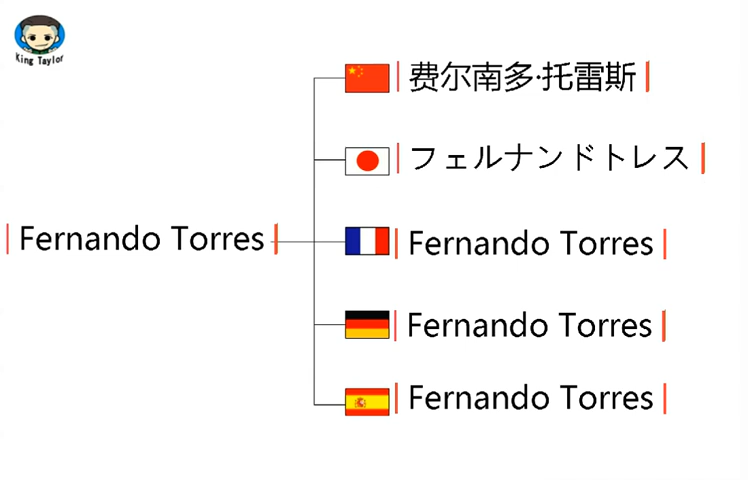 King Taylor
费尔南多·托雷斯
フェルナンドトレス
Fernando Torres
Fernando Torres
Fernando Torres
Fernando Torres